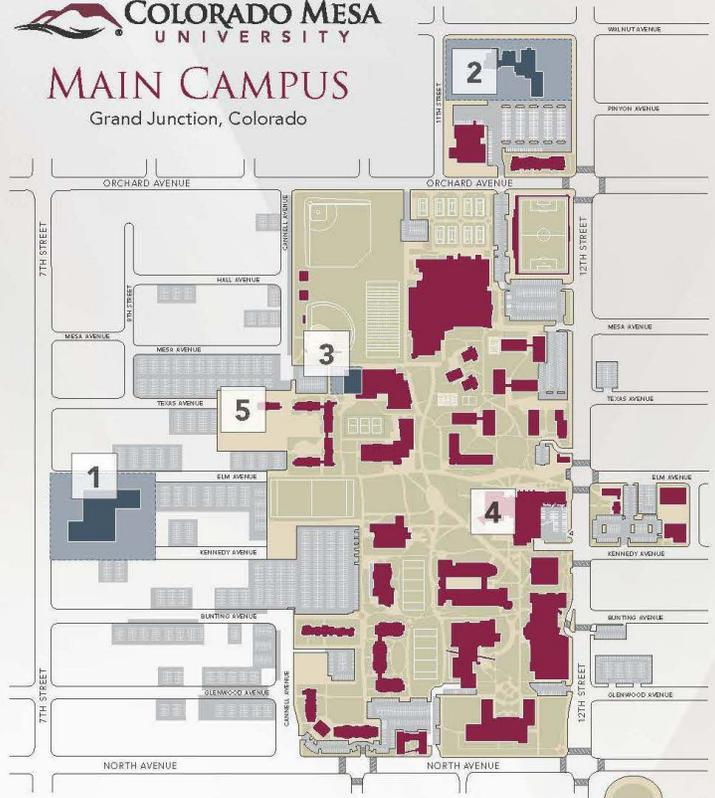 COLORADO MESA
UNIVERSITY
MAIN CAMPUS
Grand Junction, Colorado
WALNUT AVENUE
2
11TH STREET
PINYON AVENUE
ORCHARD AVENUE
ORCHARD AVENUE
7TH STREET
CANNELL AVENUE
12TH STREET
HALL AVENUE
8TH STREET
MESA AVENUE
MESA AVENUE
MESA AVENUE
3
TEXAS AVENUE
5
TEXAS AVENUE
1
ELM AVENUE
ELM AVENUE
4
KENNEDY AVENUE
KENNEDY AVENUE
BUNTING AVENUE
BUNTING AVENUE
7TH STREET
CANNELL AVENUE
12TH STREET
GLENWOOD AVENUE
GLENWOOD AVENUE
NORTH AVENUE
NORTH AVENUE